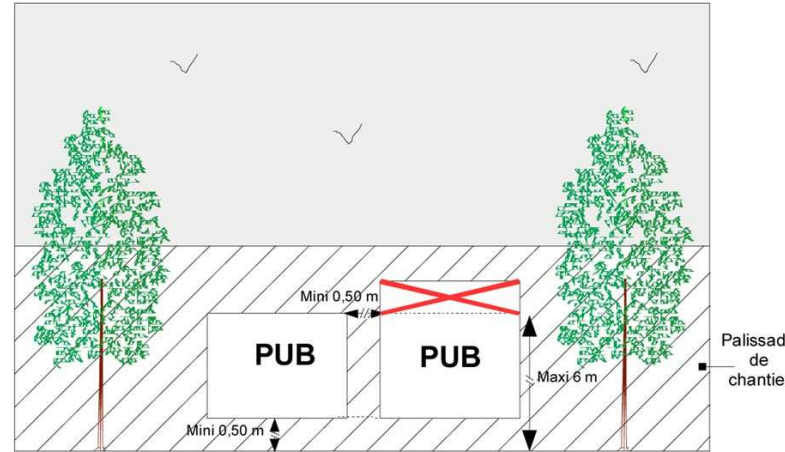 Mini 0,50 m
PUB
PUB
Maxi 6 m
Mini 0,50 m
Palissad
de
chantie